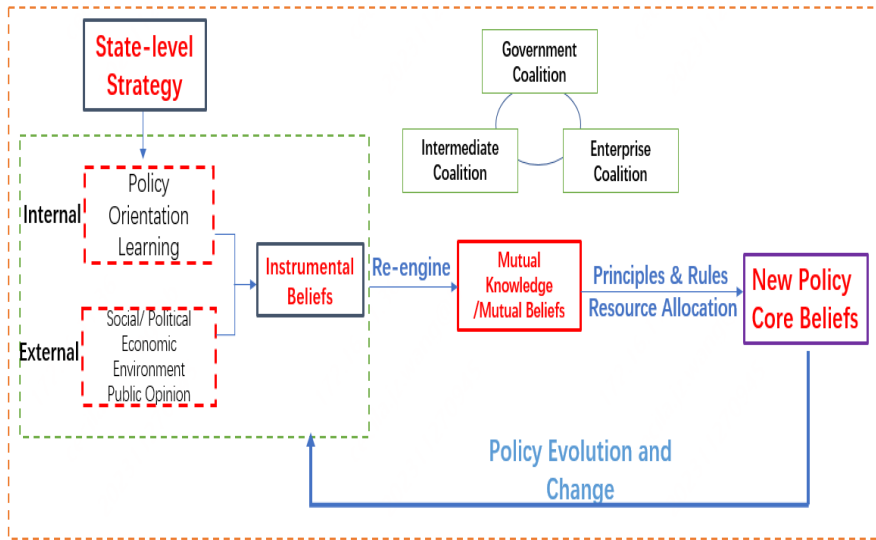 State-level
Strategy
Government
Coalition
Intermediate
Coalition
Enterprise
Coalition
Internal
Policy
Orientation
Learning
External
Social/ Political
Economic
Environment
Public Opinion
Instrumental
Beliefs
Re-engine
Mutual
Knowledge
/Mutual Beliefs
Principles & Rules
Resource Allocation
New Policy
Core Beliefs
Policy Evolution and
Change